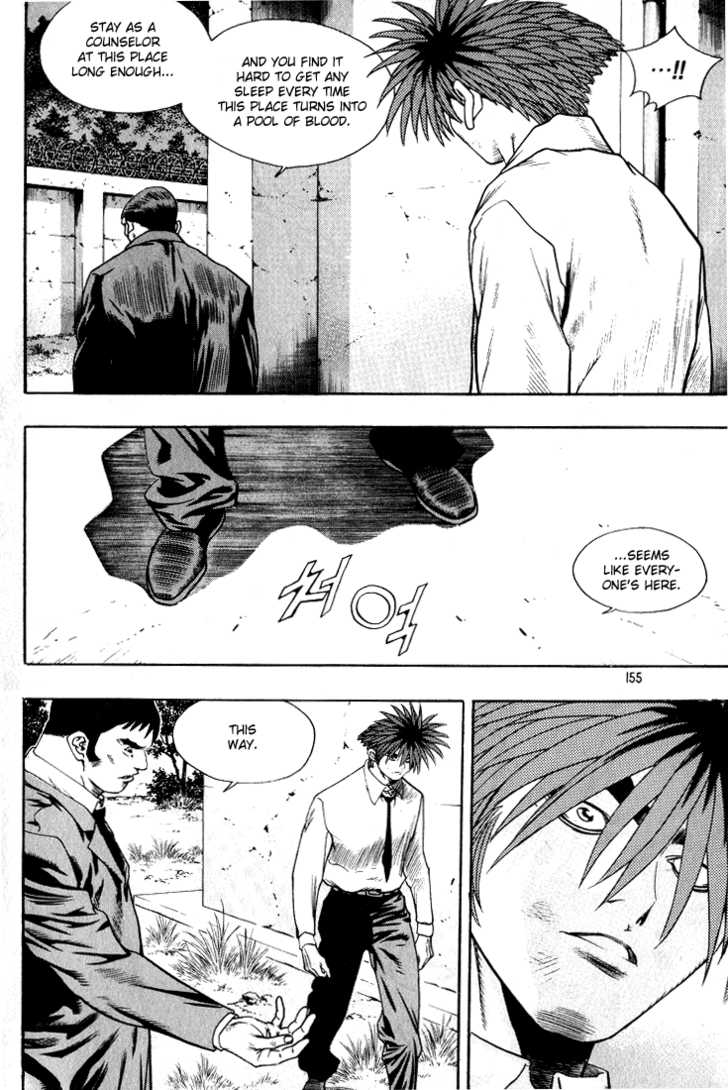 STAY AS A
COUNSELOR
AT THIS PLACE
LONG ENOUGH...
AND YOU FIND IT
HARD TO GET ANY
SLEEP EVERY TIME
THIS PLACE TURNS INTO
A POOL OF BLOOD.
...!!
저억
...SEEMS
LIKE EVERY-
ONE'S HERE.
155
THIS
WAY.